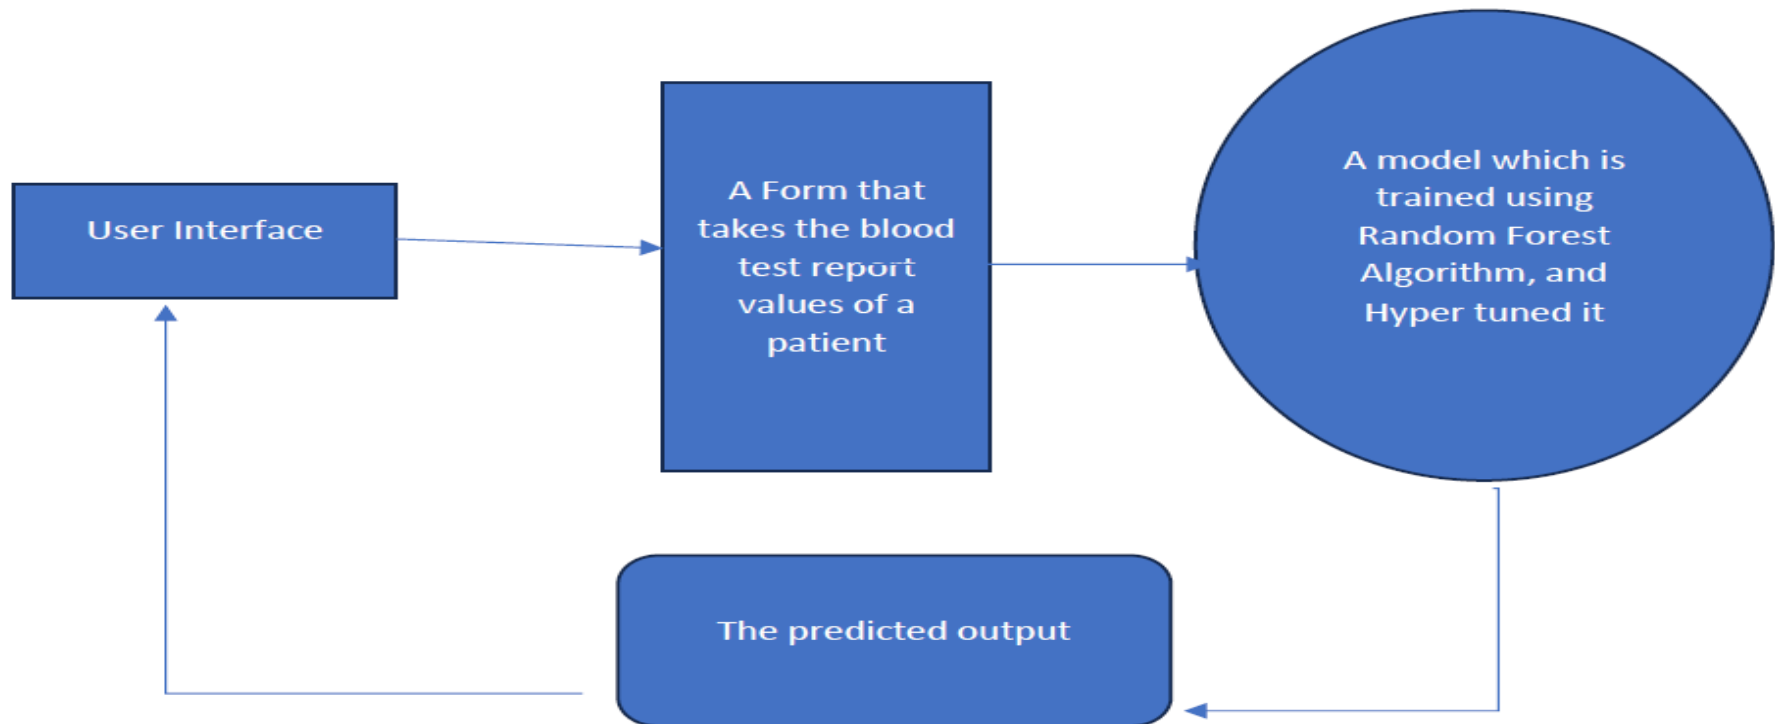 User Interface
A Form that
takes the blood
test report
values of a
patient
A model which is
trained using
Random Forest
Algorithm, and
Hyper tuned it
The predicted output